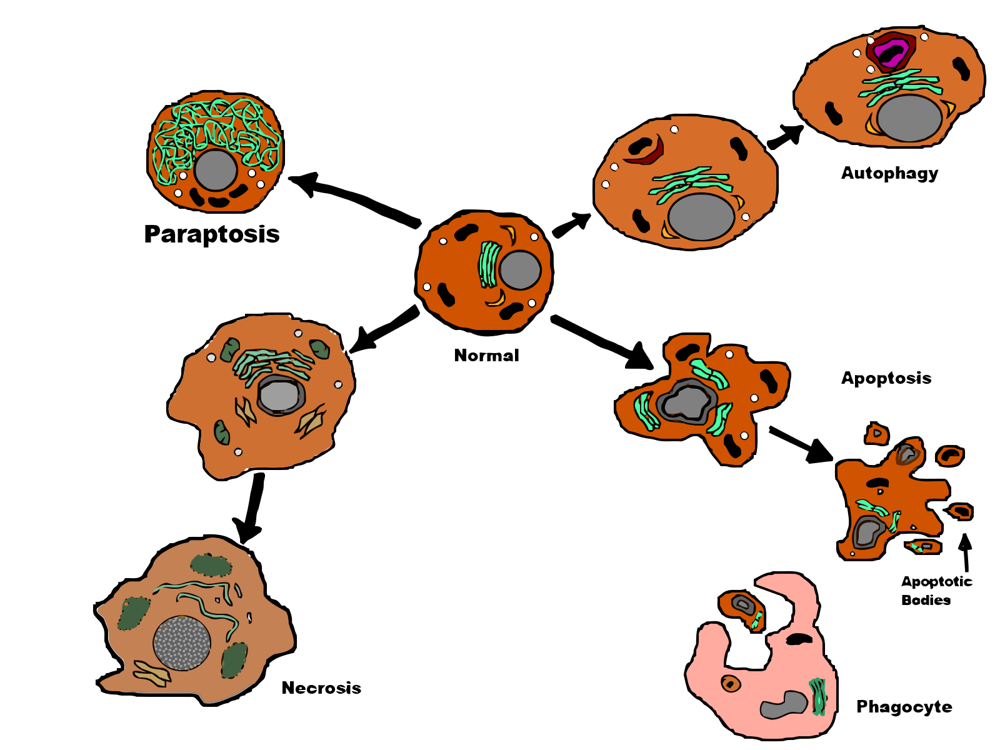 Autophagy
Paraptosis
Normal
Apoptosis
Apoptotic
Bodies
Necrosis
Phagocyte